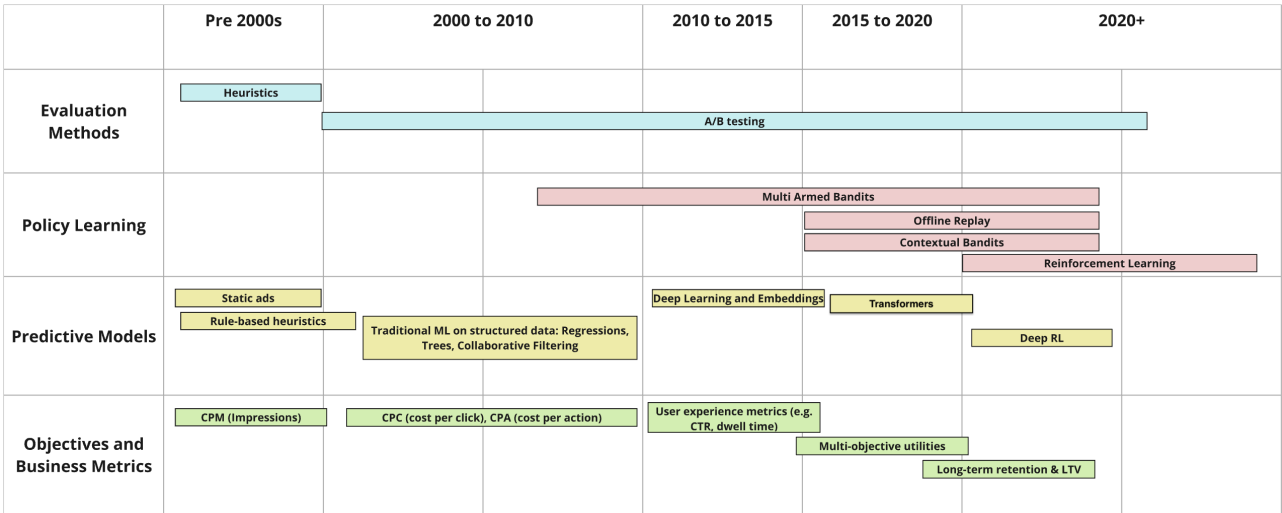 Pre 2000s
2000 to 2010
2010 to 2015
2015 to 2020
2020+
Evaluation
Methods
Heuristics
A/B testing
Policy Learning
Multi Armed Bandits
Offline Replay
Contextual Bandits
Reinforcement Learning
Predictive Models
Static ads
Rule-based heuristics
Traditional ML on structured data: Regressions,
Trees, Collaborative Filtering
Deep Learning and Embeddings
Transformers
Deep RL
Objectives and
Business Metrics
CPM (Impressions)
CPC (cost per click), CPA (cost per action)
User experience metrics (e.g.
CTR, dwell time)
Multi-objective utilities
Long-term retention & LTV